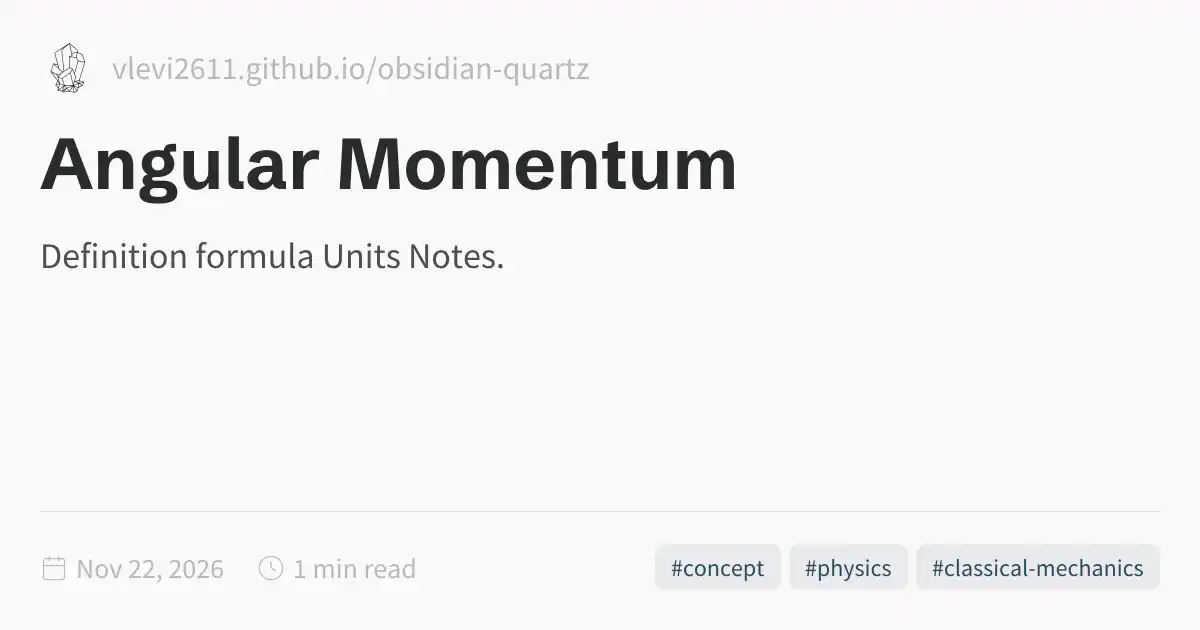 vlevi2611.github.io/obsidian-quartz
Angular Momentum
Definition formula Units Notes.
Nov 22, 2026 1 min read #concept #physics #classical-mechanics